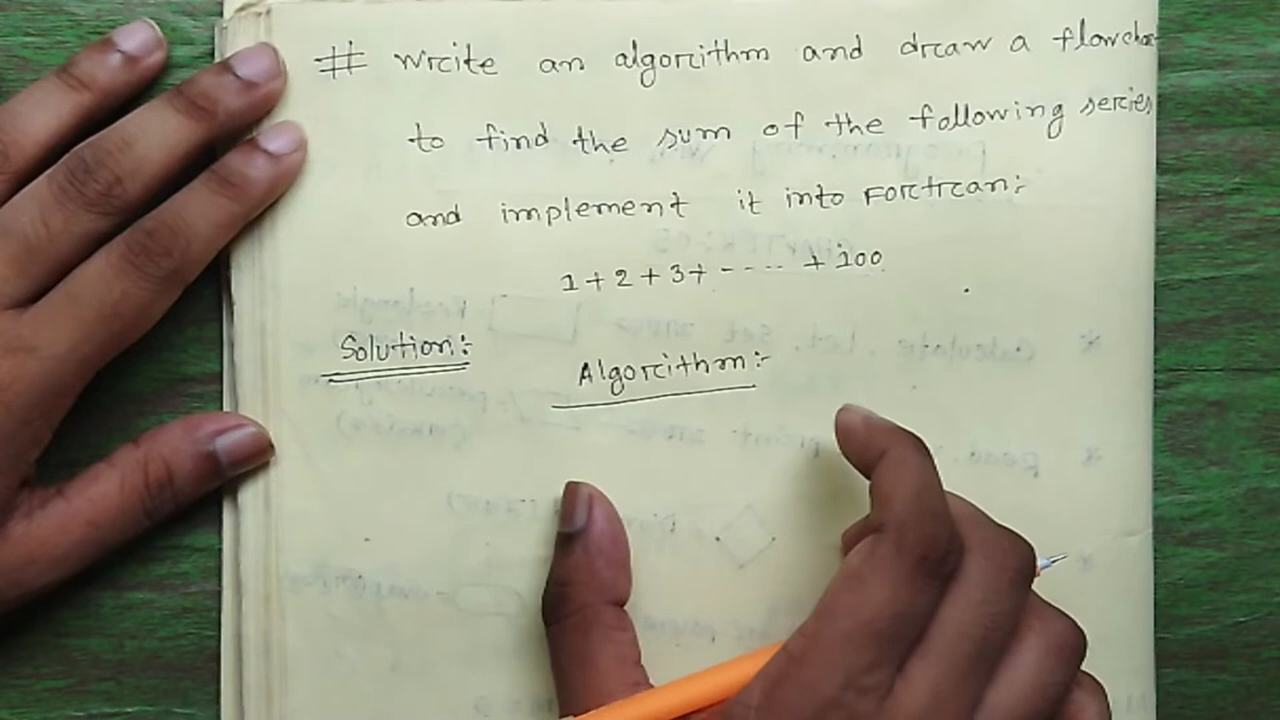 # Write an algorithm and draw a flowchar
to find the sum of the following series
and implement it into Fortran:
1+2+3+ - - ... + 100
Solution:
Algorithm: